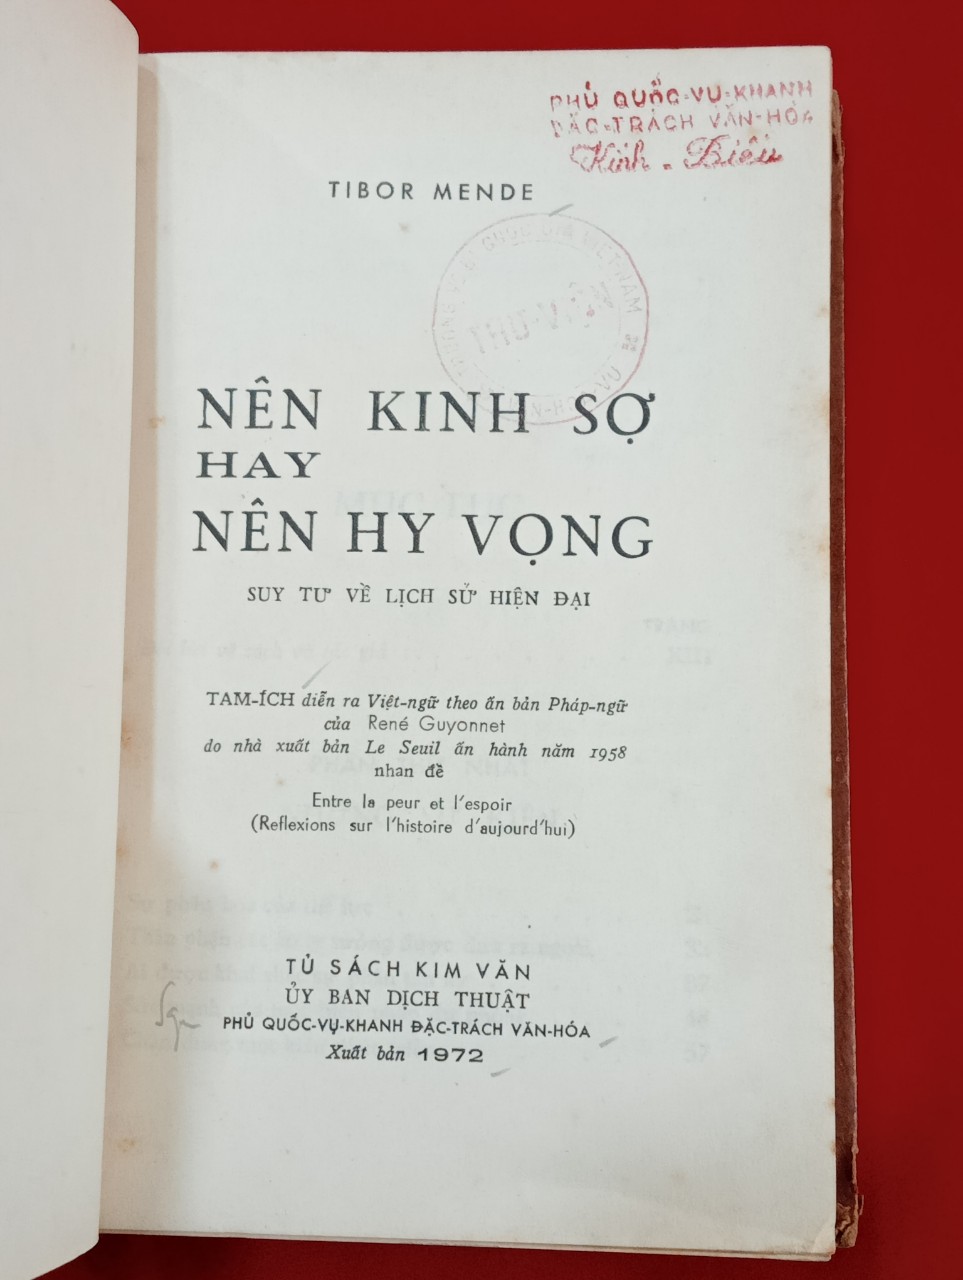 PHỦ QUỐC-VỤ-KHANH
ĐẶC-TRÁCH VĂN-HÓA
Kính - Biếu
TIBOR MENDE
QUỐC GIA VIỆT-NAM
THƯ-VIỆN
NÊN KINH SỢ
HAY
NÊN HY VỌNG
SUY TƯ VỀ LỊCH SỬ HIỆN ĐẠI
TAM-ÍCH diễn ra Việt-ngữ theo ấn bản Pháp-ngữ
của René Guyonnet
do nhà xuất bản Le Seuil ấn hành năm 1958
nhan đề
Entre la peur et l'espoir
(Reflexions sur l'histoire d'aujourd'hui)
TỦ SÁCH KIM VĂN
ỦY BAN DỊCH THUẬT
PHỦ QUỐC-VỤ-KHANH ĐẶC-TRÁCH VĂN-HÓA
Xuất bản 1972